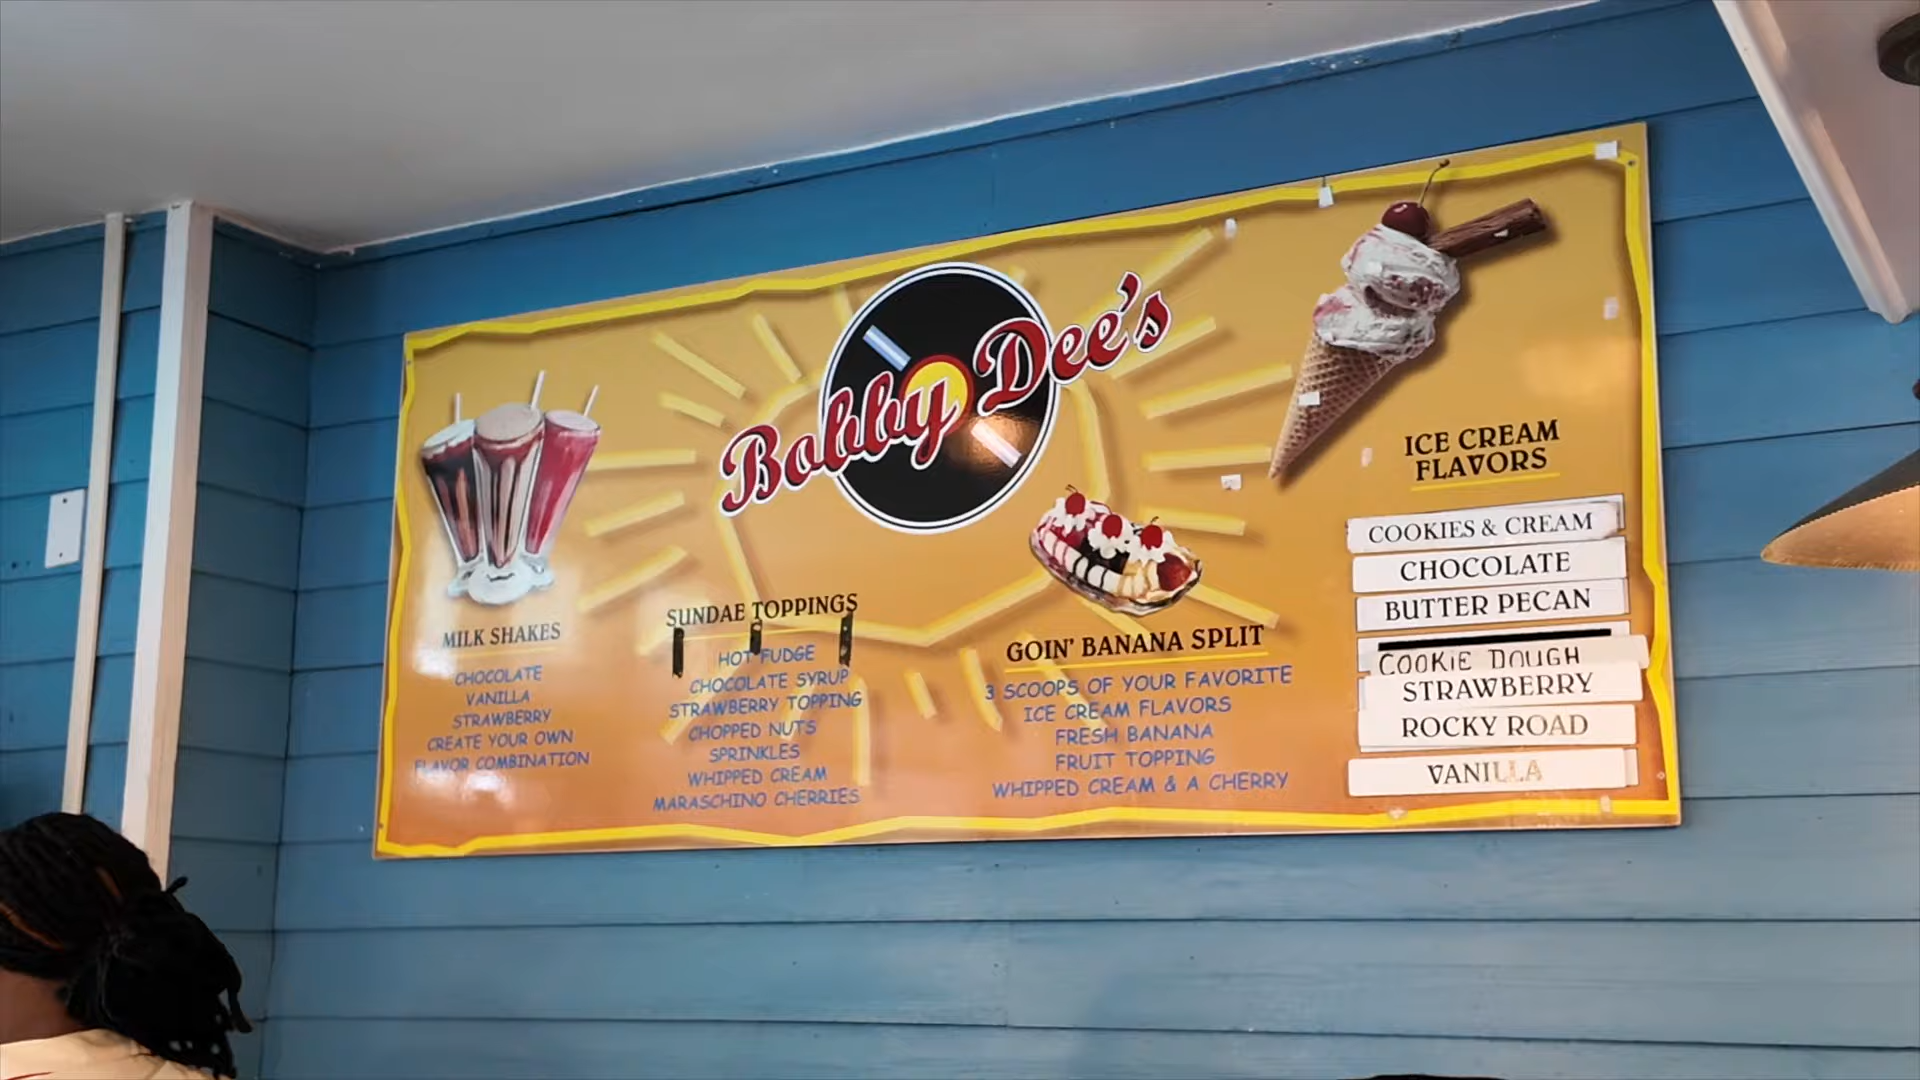 Bobby Dee's
MILK SHAKES
CHOCOLATE
VANILLA
STRAWBERRY
CREATE YOUR OWN
FLAVOR COMBINATION
SUNDAE TOPPINGS
HOT FUDGE
CHOCOLATE SYRUP
STRAWBERRY TOPPING
CHOPPED NUTS
SPRINKLES
WHIPPED CREAM
MARASCHINO CHERRIES
GOIN' BANANA SPLIT
3 SCOOPS OF YOUR FAVORITE
ICE CREAM FLAVORS
FRESH BANANA
FRUIT TOPPING
WHIPPED CREAM & A CHERRY
ICE CREAM
FLAVORS
COOKIES & CREAM
CHOCOLATE
BUTTER PECAN
COOKIE DOUGH
STRAWBERRY
ROCKY ROAD
VANILLA